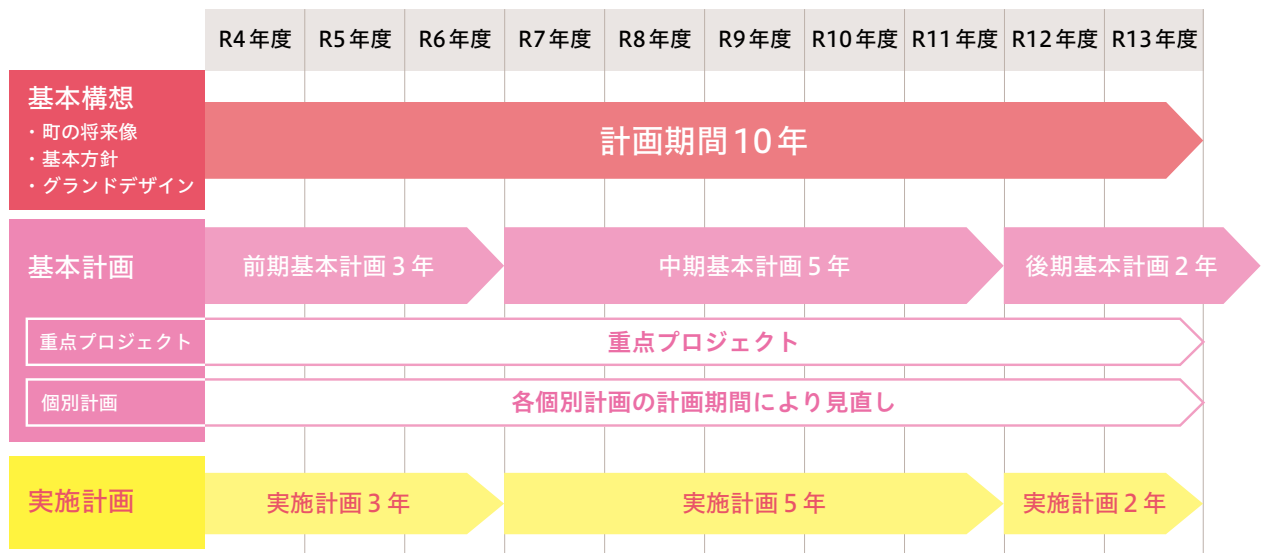 R4年度 R5年度 R6年度 R7年度 R8年度 R9年度 R10年度 R11年度 R12年度 R13年度
基本構想
・町の将来像
・基本方針
・グランドデザイン
計画期間10年
基本計画
前期基本計画3年 中期基本計画5年 後期基本計画2年
重点プロジェクト
重点プロジェクト
個別計画
各個別計画の計画期間により見直し
実施計画
実施計画3年 実施計画5年 実施計画2年